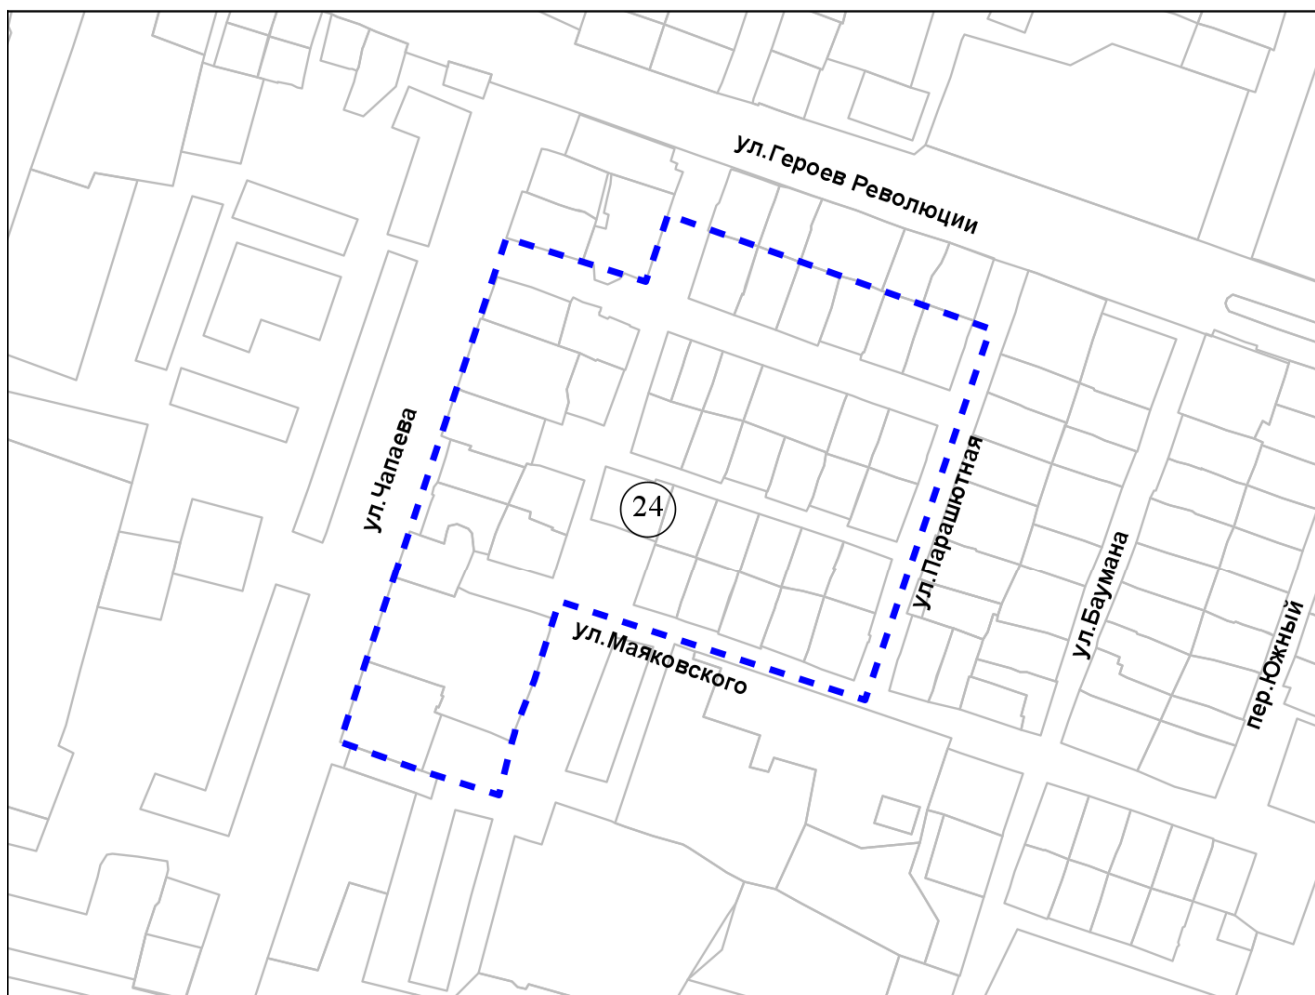 ул.Героев Революции
ул.Чапаева
24
ул.Парашютная
ул.Баумана
ул.Маяковского
пер.Южный